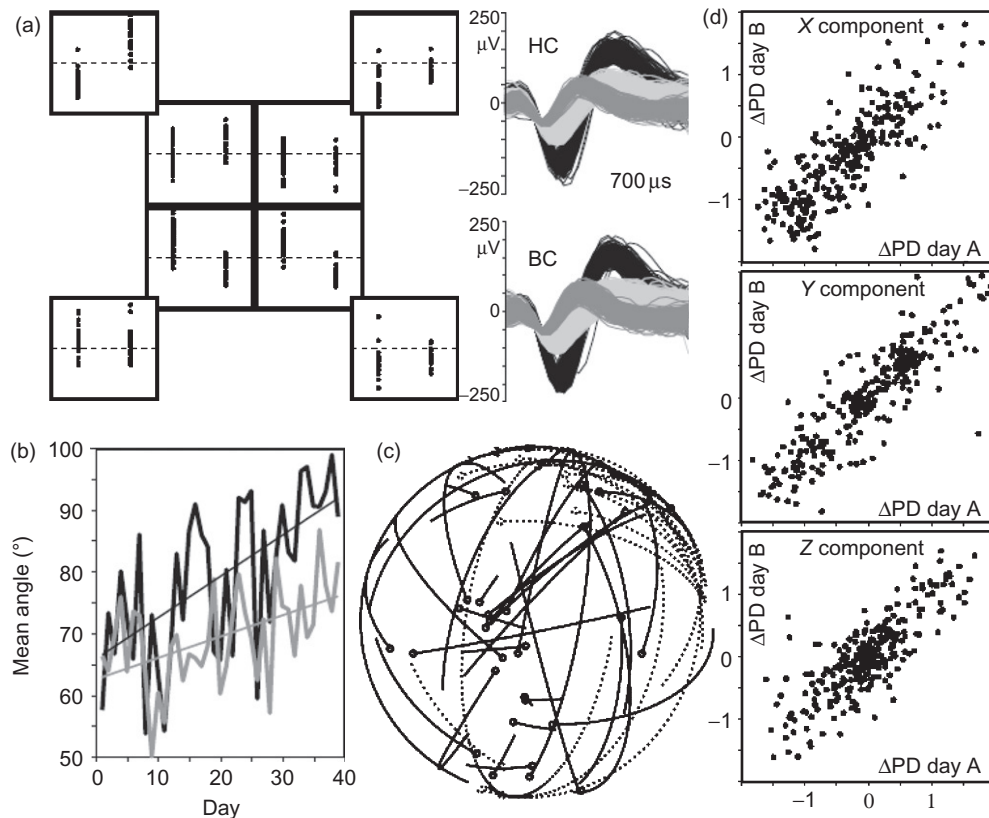 (a)
250
µV
HC
0
−250
700 µs
250
µV
BC
0
−250
(b)
100
90
80
70
60
50
Mean angle (°)
0
10
20
30
40
Day
(c)
(d)
X component
ΔPD day B
1
0
−1
ΔPD day A
Y component
ΔPD day B
1
0
−1
ΔPD day A
Z component
ΔPD day B
1
0
−1
ΔPD day A
−1
0
1